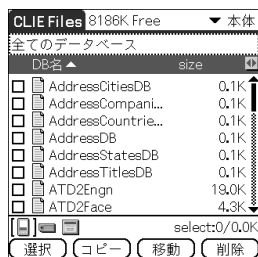 CLIE Files 8186K Free ▼ 本体
全てのデータベース
DB名▲ size
AddressCitiesDB 0.1K
AddressCompani... 0.1K
AddressCountrie... 0.1K
AddressDB 0.1K
AddressStatesDB 0.1K
AddressTitlesDB 0.1K
ATD2Engn 19.0K
ATD2Face 4.3K
select:0/0.0K
選択 コピー 移動 削除